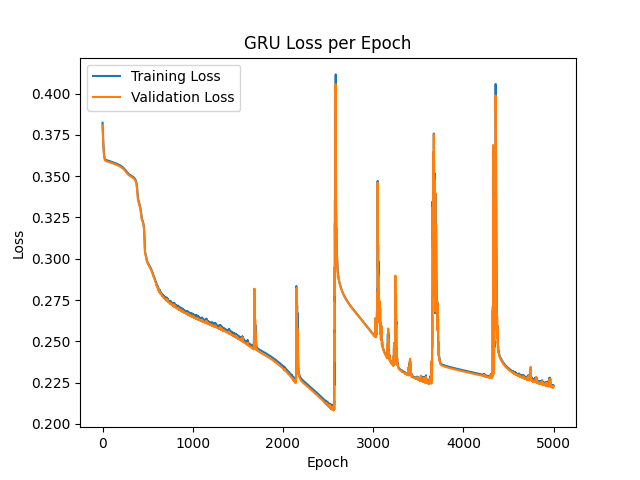 GRU Loss per Epoch
Training Loss
Validation Loss
0.400
0.375
0.350
0.325
0.300
0.275
0.250
0.225
0.200
Loss
0 1000 2000 3000 4000 5000
Epoch